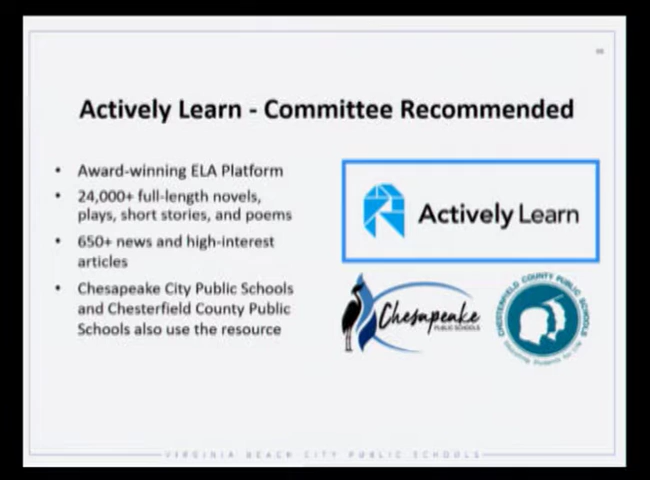 Actively Learn - Committee Recommended
• Award-winning ELA Platform
• 24,000+ full-length novels,
plays, short stories, and poems
• 650+ news and high-interest
articles
• Chesapeake City Public Schools
and Chesterfield County Public
Schools also use the resource
Actively Learn
Chesapeake
PUBLIC SCHOOLS
CHESTERFIELD COUNTY PUBLIC SCHOOLS
VIRGINIA BEACH CITY PUBLIC SCHOOLS